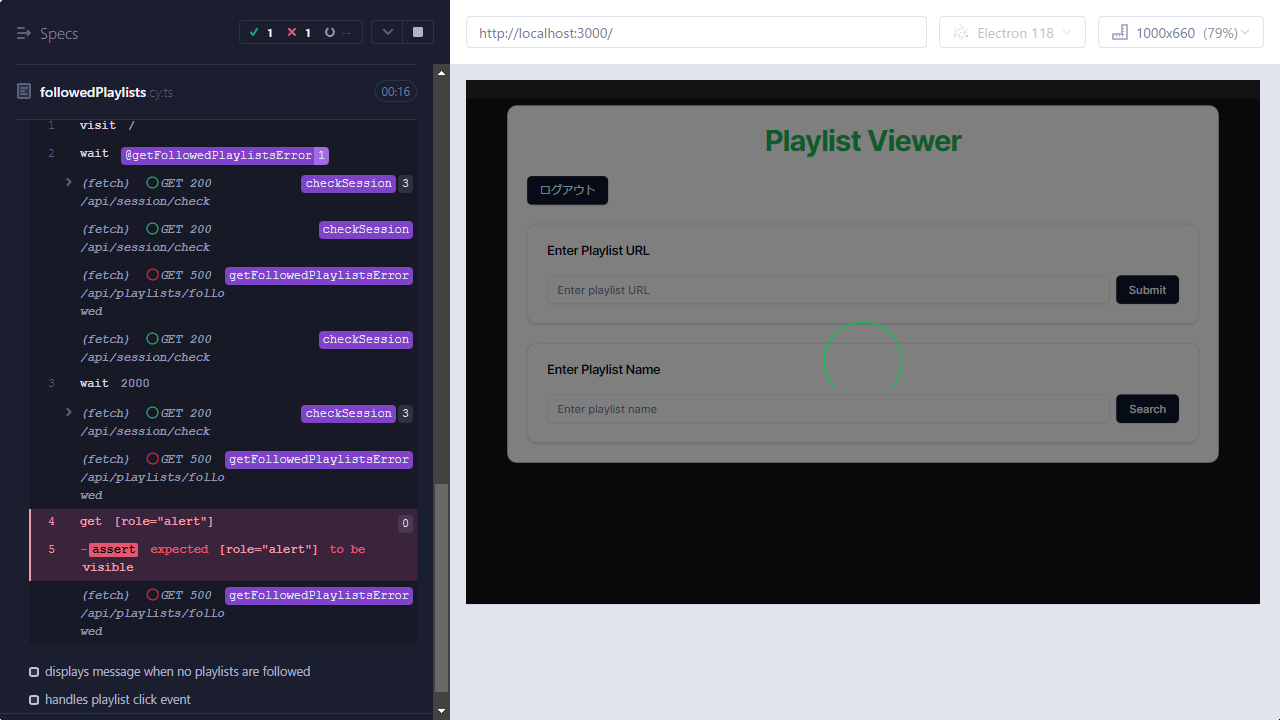 Specs
1
1
--
http://localhost:3000/
Electron 118
1000x660 (79%)
followedPlaylists.cy.ts
00:16
1 visit /
2 wait @getFollowedPlaylistsError 1
(fetch) GET 200 checkSession 3
/api/session/check
(fetch) GET 200 checkSession
/api/session/check
(fetch) GET 500 getFollowedPlaylistsError
/api/playlists/follo
wed
(fetch) GET 200 checkSession
/api/session/check
3 wait 2000
(fetch) GET 200 checkSession 3
/api/session/check
(fetch) GET 500 getFollowedPlaylistsError
/api/playlists/follo
wed
4 get [role="alert"] 0
5 -assert expected [role="alert"] to be
visible
(fetch) GET 500 getFollowedPlaylistsError
/api/playlists/follo
wed
displays message when no playlists are followed
handles playlist click event
Playlist Viewer
ログアウト
Enter Playlist URL
Enter playlist URL
Submit
Enter Playlist Name
Enter playlist name
Search